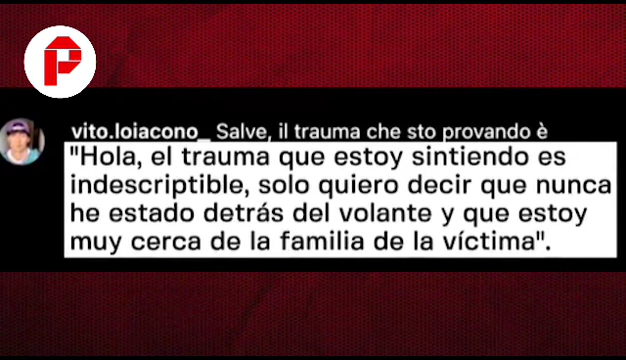 P
vito.loiacono_ Salve, il trauma che sto provando è
"Hola, el trauma que estoy sintiendo es
indescriptible, solo quiero decir que nunca
he estado detrás del volante y que estoy
muy cerca de la familia de la víctima".